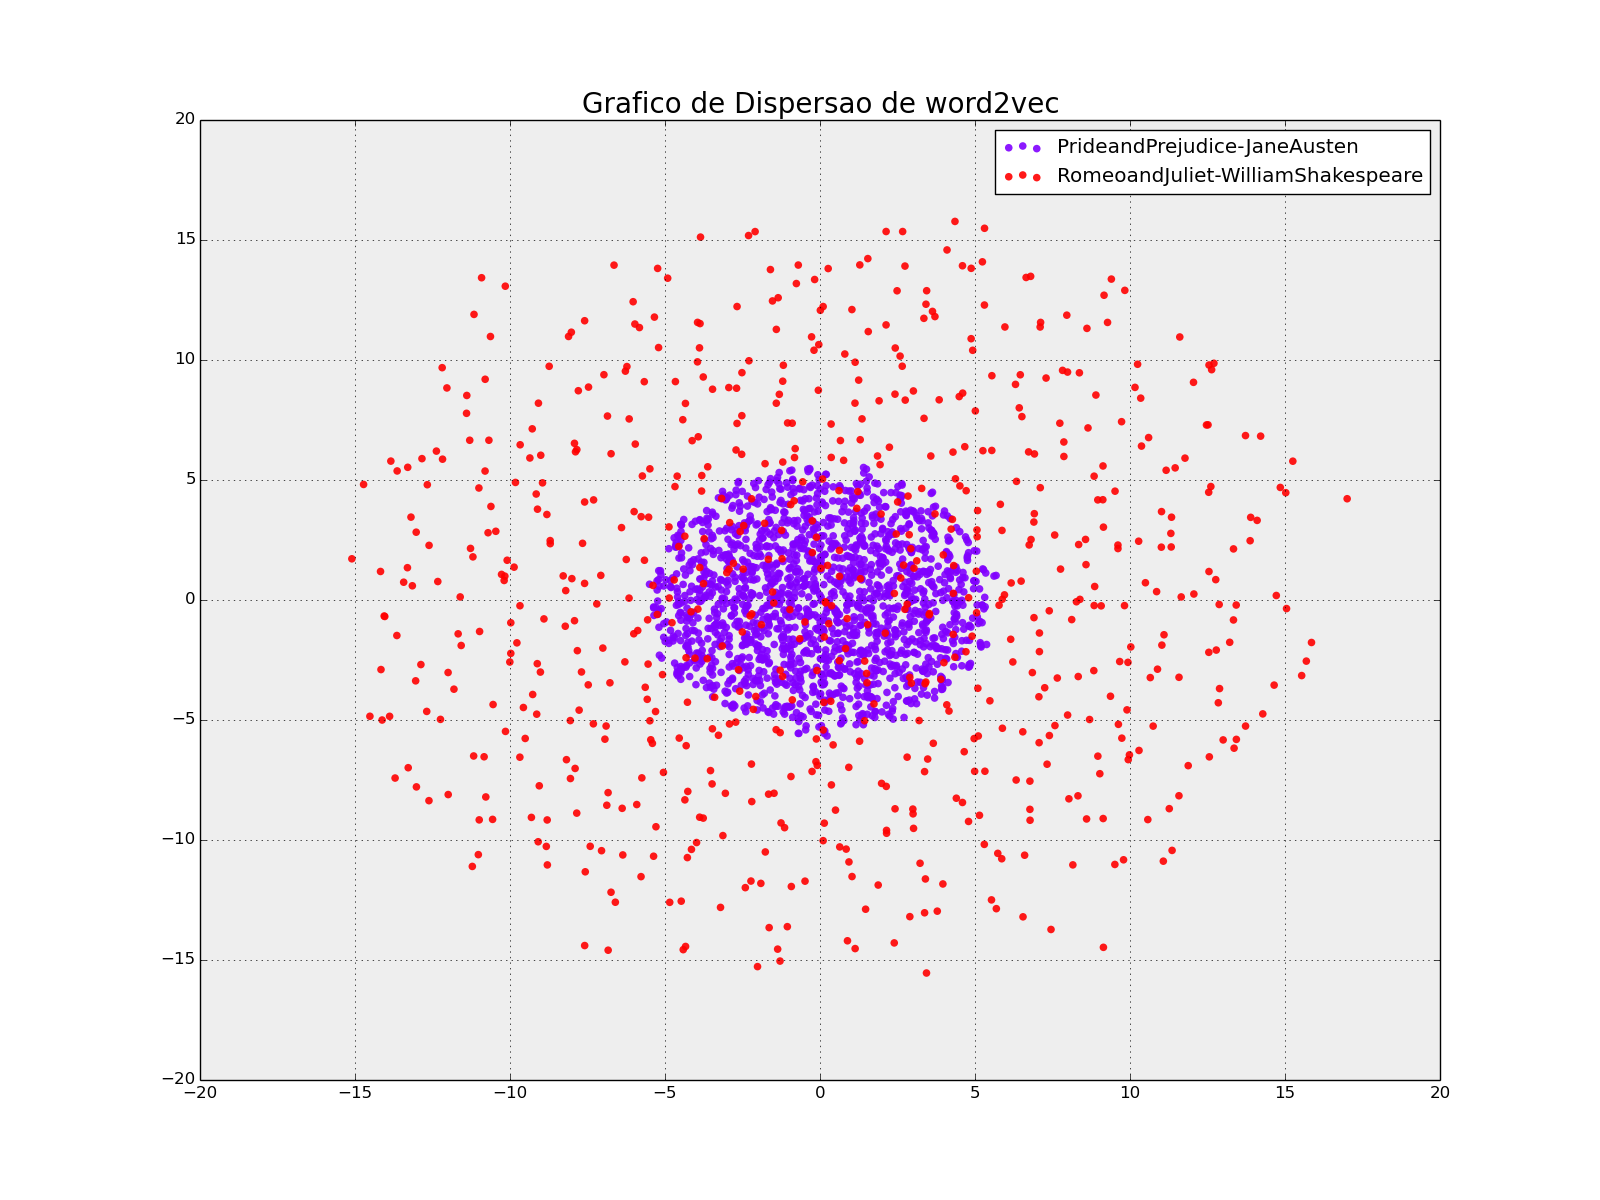 Grafico de Dispersao de word2vec
PrideandPrejudice-JaneAusten
RomeoandJuliet-WilliamShakespeare
20
15
10
5
0
−5
−10
−15
−20
−20 −15 −10 −5 0 5 10 15 20